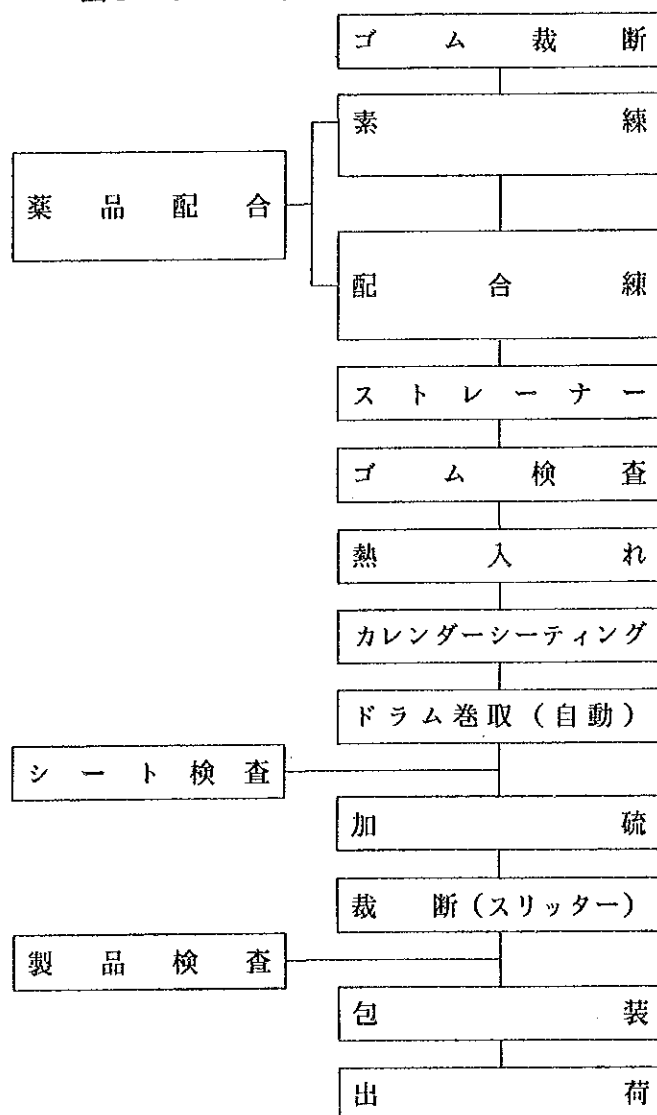 ゴム裁断
素練
薬品配合
配合練
ストレーナー
ゴム検査
熱入れ
カレンダーシーティング
ドラム巻取(自動)
シート検査
加硫
裁断(スリッター)
製品検査
包装
出荷